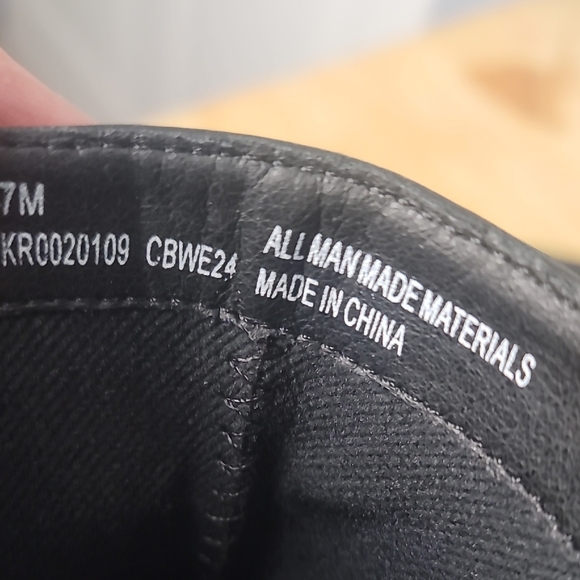 7M
KR0020109 CBWE24
ALL MAN MADE MATERIALS
MADE IN CHINA